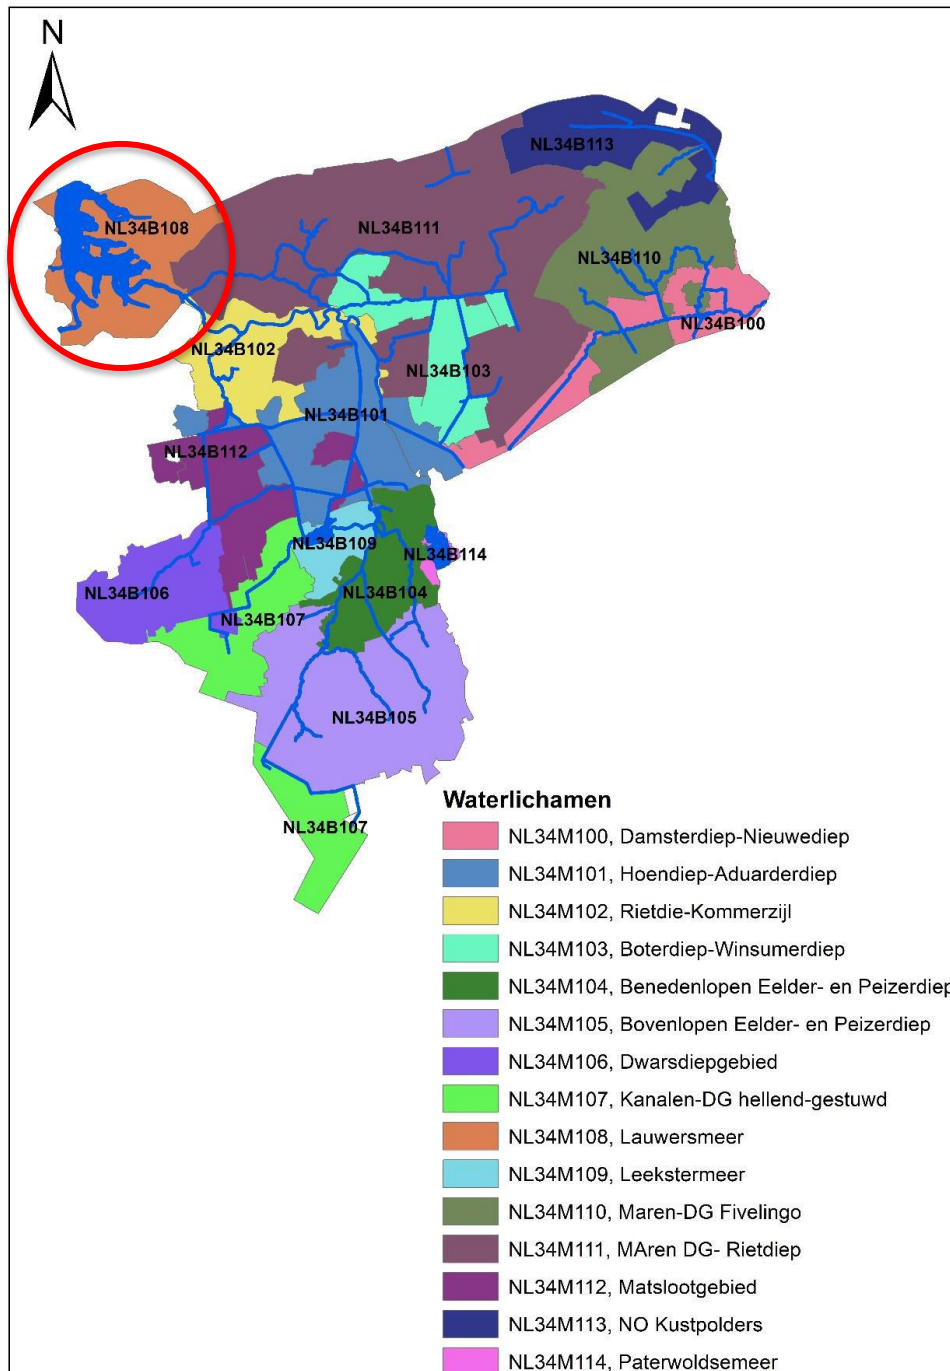 N
NL34B113
NL34B108
NL34B111
NL34B110
NL34B100
NL34B102
NL34B103
NL34B101
NL34B112
NL34B109
NL34B114
NL34B106
NL34B104
NL34B107
NL34B105
NL34B107
Waterlichamen
NL34M100, Damsterdiep-Nieuwediep
NL34M101, Hoendiep-Aduarderdiep
NL34M102, Rietdie-Kommerzijl
NL34M103, Boterdiep-Winsumerdiep
NL34M104, Benedenlopen Eelder- en Peizerdiep
NL34M105, Bovenlopen Eelder- en Peizerdiep
NL34M106, Dwarsdiepgebied
NL34M107, Kanalen-DG hellend-gestuwd
NL34M108, Lauwersmeer
NL34M109, Leekstermeer
NL34M110, Maren-DG Fivelingo
NL34M111, MAren DG- Rietdiep
NL34M112, Matslootgebied
NL34M113, NO Kustpolders
NL34M114, Paterwoldsemeer